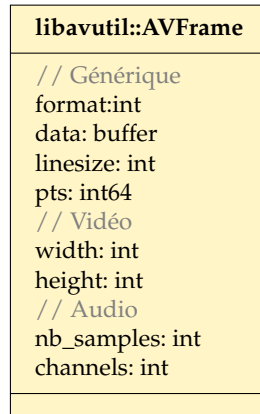 libavutil::AVFrame
// Générique
format:int
data: buffer
linesize: int
pts: int64
// Vidéo
width: int
height: int
// Audio
nb_samples: int
channels: int